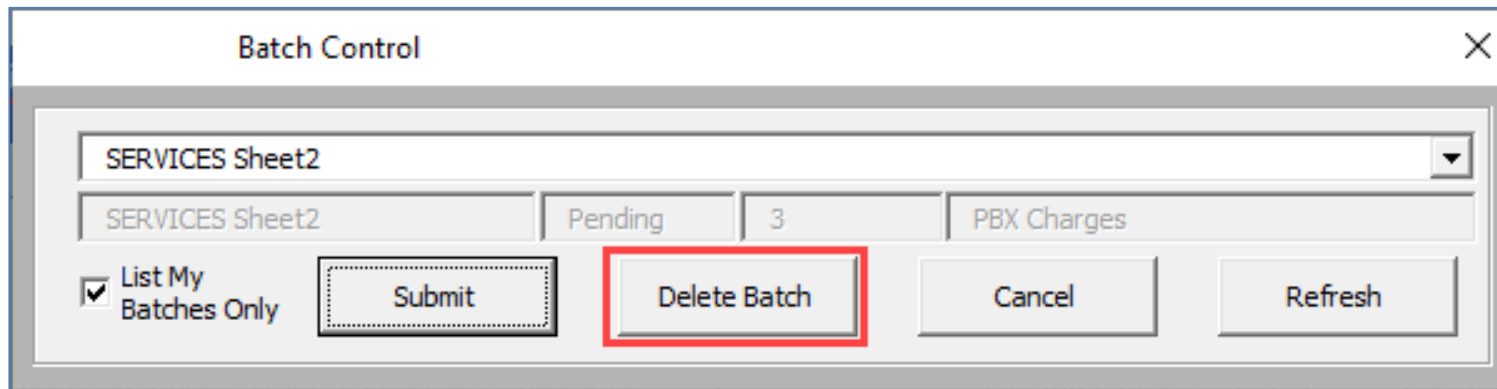 Batch Control
SERVICES Sheet2
SERVICES Sheet2 Pending 3 PBX Charges
List My
Batches Only
Submit Delete Batch Cancel Refresh